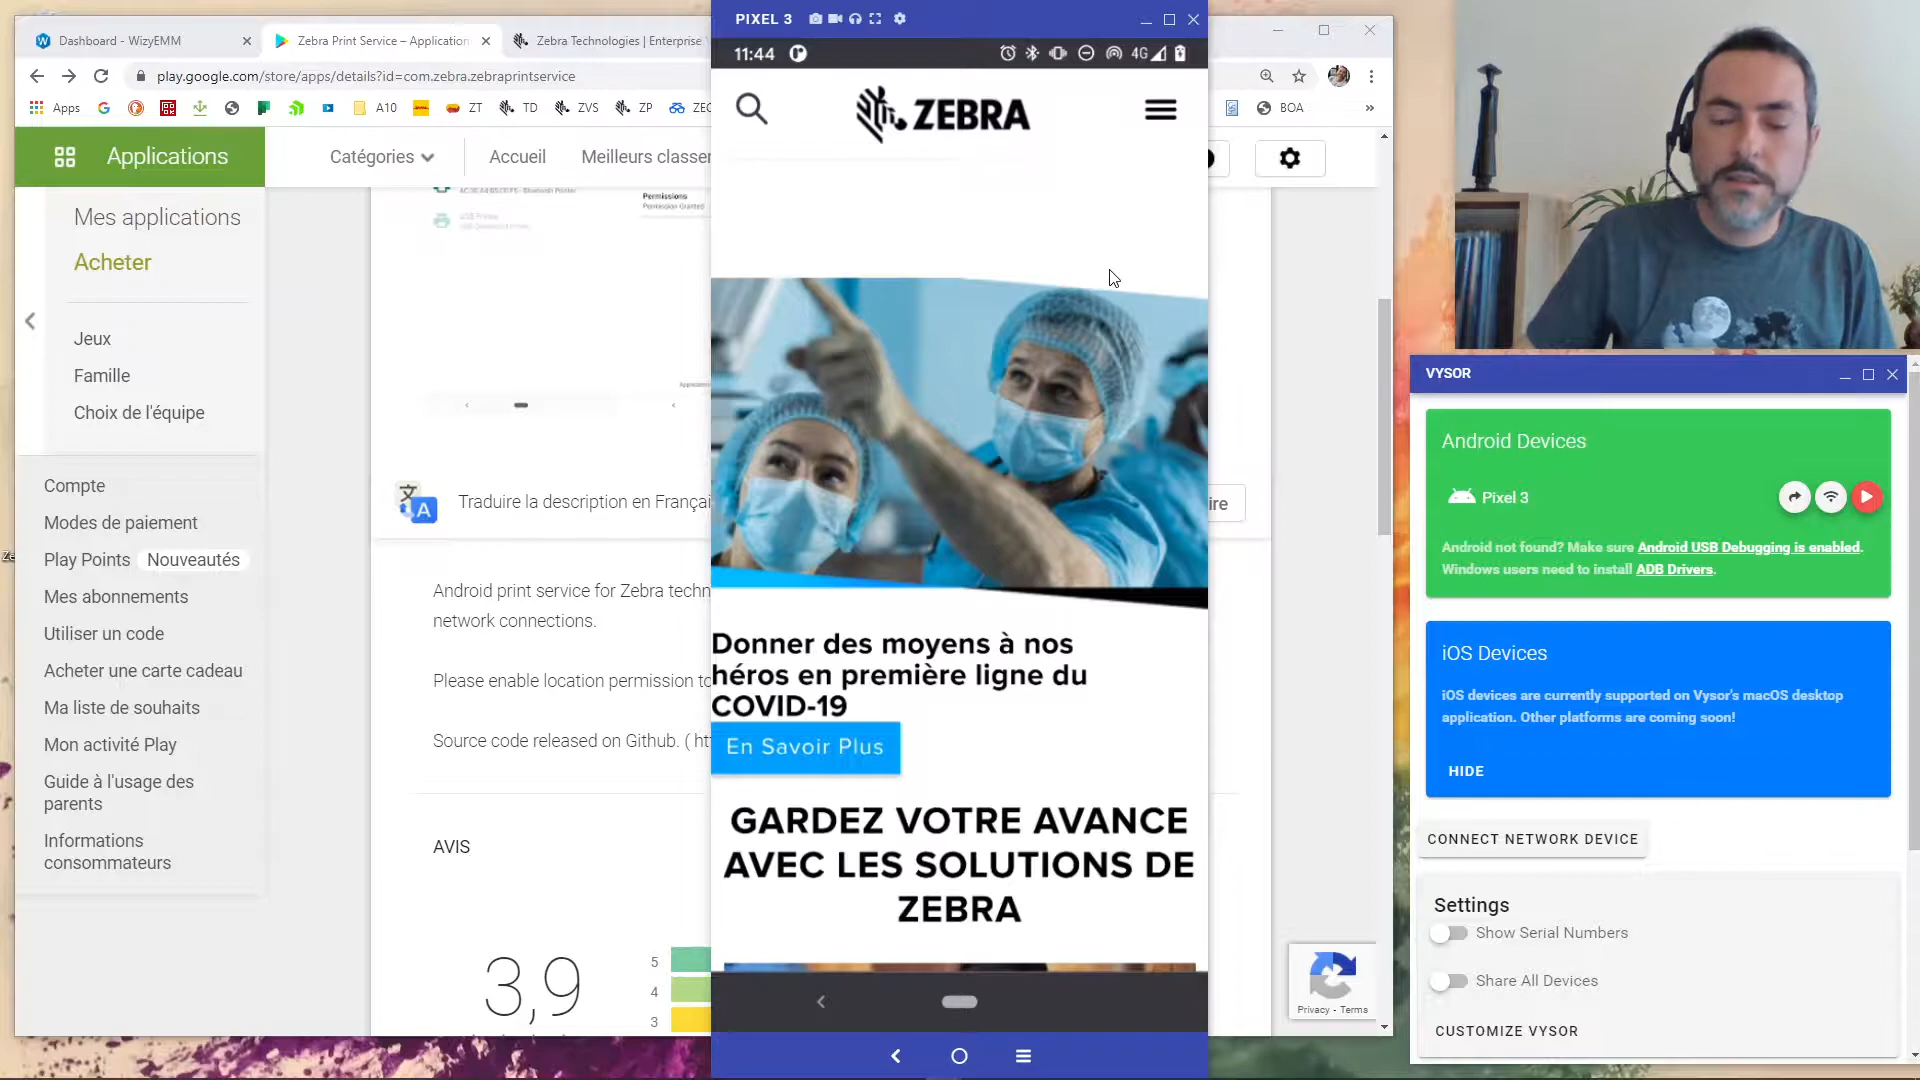 Dashboard - WizyEMM
Zebra Print Service – Application
Zebra Technologies | Enterprise
play.google.com/store/apps/details?id=com.zebra.zebraprintservice
Apps
A10
ZT
TD
ZVS
ZP
ZEC
BOA
»
Applications
Catégories
Accueil
Meilleurs classer
Mes applications
Acheter
Jeux
Famille
Choix de l'équipe
Compte
Modes de paiement
Play Points Nouveautés
Mes abonnements
Utiliser un code
Acheter une carte cadeau
Ma liste de souhaits
Mon activité Play
Guide à l'usage des
parents
Informations
consommateurs
Permissions
Permission Granted
Traduire la description en Françai
ire
Android print service for Zebra techn
network connections.
Please enable location permission to
Source code released on Github. ( htt
AVIS
3,9
5
4
3
Privacy - Terms
PIXEL 3
11:44
4G
ZEBRA
Donner des moyens à nos
héros en première ligne du
COVID-19
En Savoir Plus
GARDEZ VOTRE AVANCE
AVEC LES SOLUTIONS DE
ZEBRA
VYSOR
Android Devices
Pixel 3
Android not found? Make sure Android USB Debugging is enabled.
Windows users need to install ADB Drivers.
iOS Devices
iOS devices are currently supported on Vysor's macOS desktop
application. Other platforms are coming soon!
HIDE
CONNECT NETWORK DEVICE
Settings
Show Serial Numbers
Share All Devices
CUSTOMIZE VYSOR